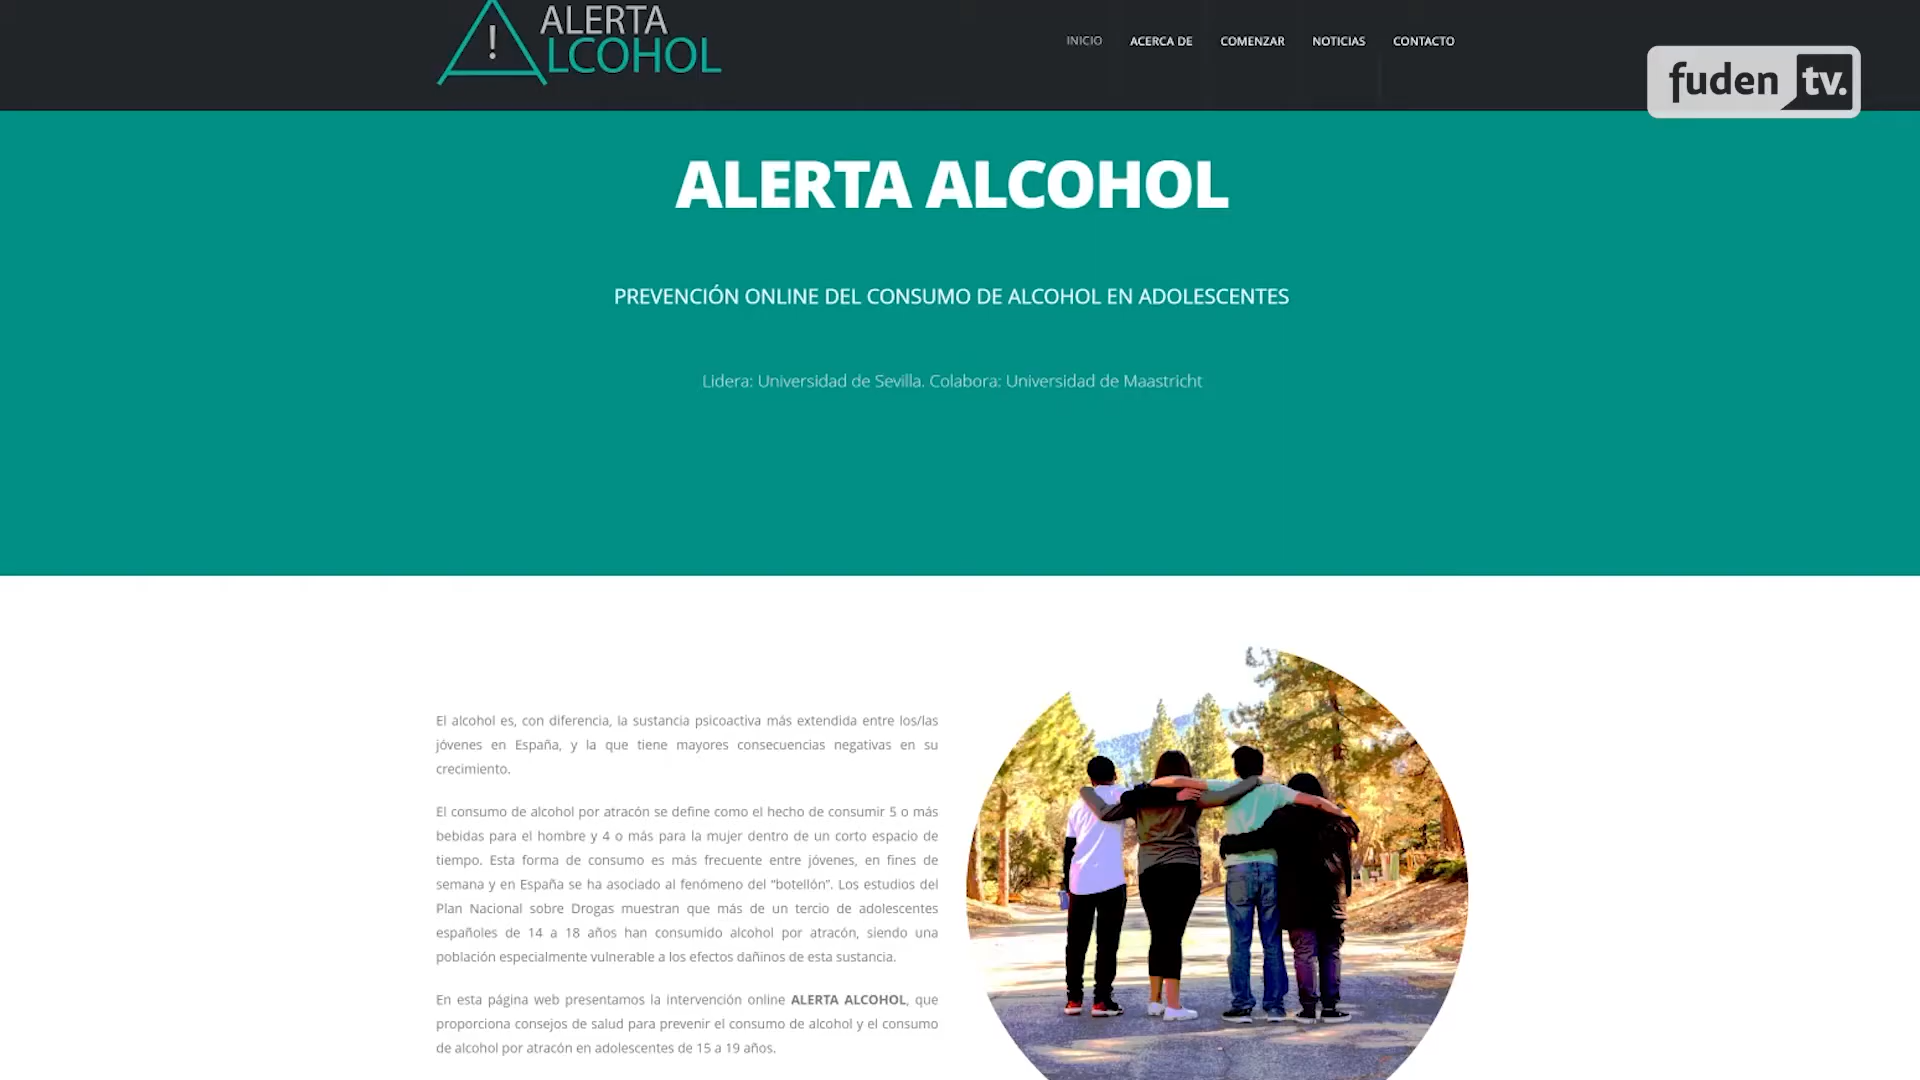 ALERTA
ALCOHOL
INICIO
ACERCA DE
COMENZAR
NOTICIAS
CONTACTO
fuden tv.
ALERTA ALCOHOL
PREVENCIÓN ONLINE DEL CONSUMO DE ALCOHOL EN ADOLESCENTES
Lidera: Universidad de Sevilla. Colabora: Universidad de Maastricht
El alcohol es, con diferencia, la sustancia psicoactiva más extendida entre los/las
jóvenes en España, y la que tiene mayores consecuencias negativas en su
crecimiento.
El consumo de alcohol por atracón se define como el hecho de consumir 5 o más
bebidas para el hombre y 4 o más para la mujer dentro de un corto espacio de
tiempo. Esta forma de consumo es más frecuente entre jóvenes, en fines de
semana y en España se ha asociado al fenómeno del “botellón”. Los estudios del
Plan Nacional sobre Drogas muestran que más de un tercio de adolescentes
españoles de 14 a 18 años han consumido alcohol por atracón, siendo una
población especialmente vulnerable a los efectos dañinos de esta sustancia.
En esta página web presentamos la intervención online ALERTA ALCOHOL, que
proporciona consejos de salud para prevenir el consumo de alcohol y el consumo
de alcohol por atracón en adolescentes de 15 a 19 años.